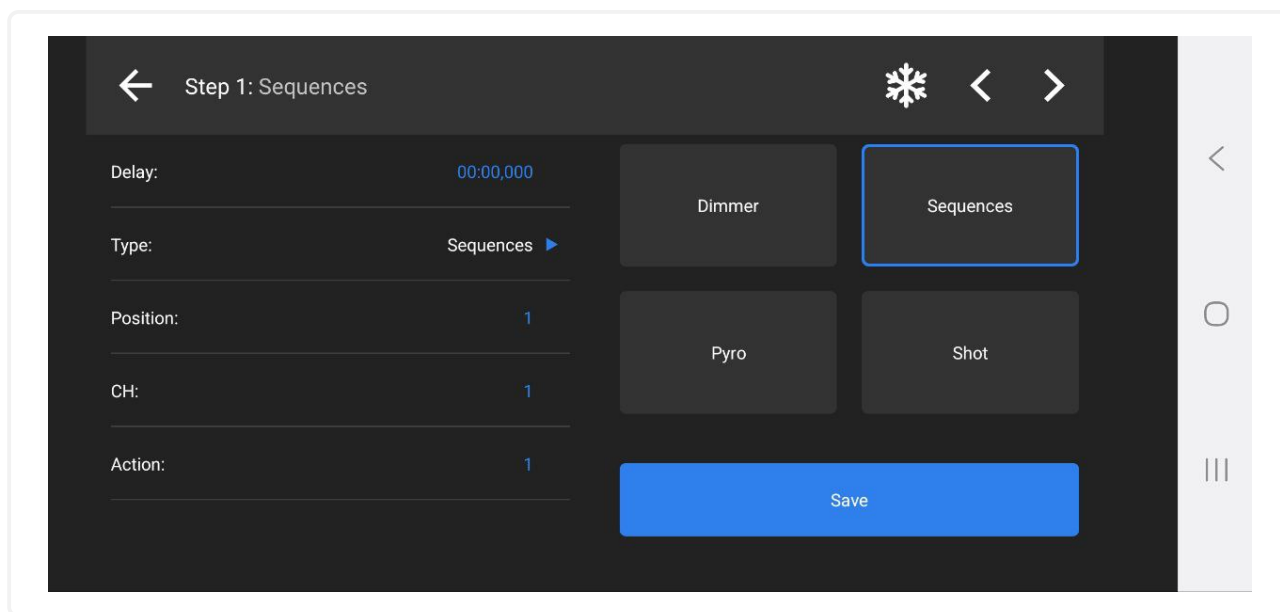 Step 1: Sequences
Delay: 00:00,000
Type: Sequences
Position: 1
CH: 1
Action: 1
Dimmer
Sequences
Pyro
Shot
Save